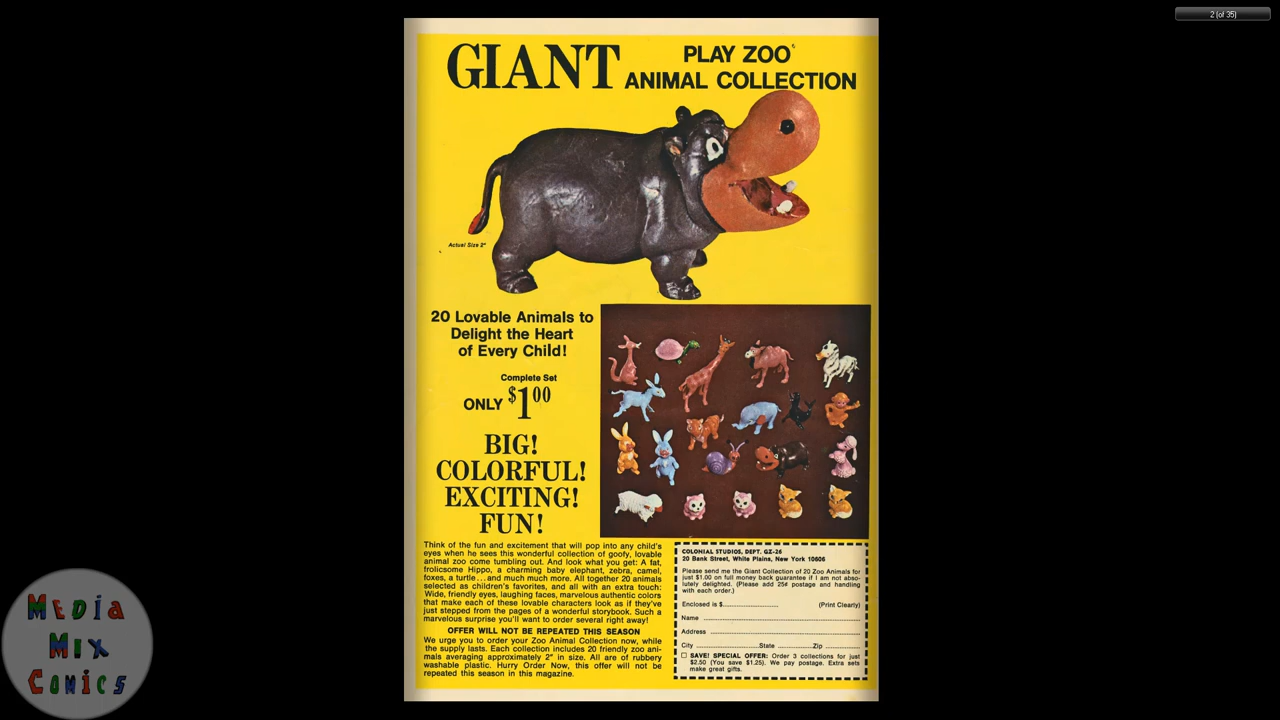 2 (of 35)
GIANT PLAY ZOO
ANIMAL COLLECTION
Actual Size 2"
20 Lovable Animals to
Delight the Heart
of Every Child!
Complete Set
ONLY $1.00
BIG!
COLORFUL!
EXCITING!
FUN!
Think of the fun and excitement that will pop into any child's
eyes when he sees this wonderful collection of goofy, lovable
animal zoo come tumbling out. And look what you get: A fat,
frolicsome Hippo, a charming baby elephant, zebra, camel,
foxes, a turtle... and much much more. All together 20 animals
selected as children's favorites, and all with an extra touch:
Wide, friendly eyes, laughing faces, marvelous authentic colors
that make each of these lovable characters look as if they've
just stepped from the pages of a wonderful storybook. Such a
marvelous surprise you'll want to order several right away!
OFFER WILL NOT BE REPEATED THIS SEASON
We urge you to order your Zoo Animal Collection now, while
the supply lasts. Each collection includes 20 friendly zoo ani-
mals averaging approximately 2" in size. All are of rubbery
washable plastic. Hurry Order Now, this offer will not be
repeated this season in this magazine.
COLONIAL STUDIOS, DEPT. GZ-26
20 Bank Street, White Plains, New York 10606
Please send me the Giant Collection of 20 Zoo Animals for
just $1.00 on full money back guarantee if I am not abso-
lutely delighted. (Please add 25¢ postage and handling
with each order.)
Enclosed is $.................... (Print Clearly)
Name
Address
City State Zip
SAVE! SPECIAL OFFER: Order 3 collections for just
$2.50 (You save $1.25). We pay postage. Extra sets
make great gifts.
MEDIA
MIX
COMICS